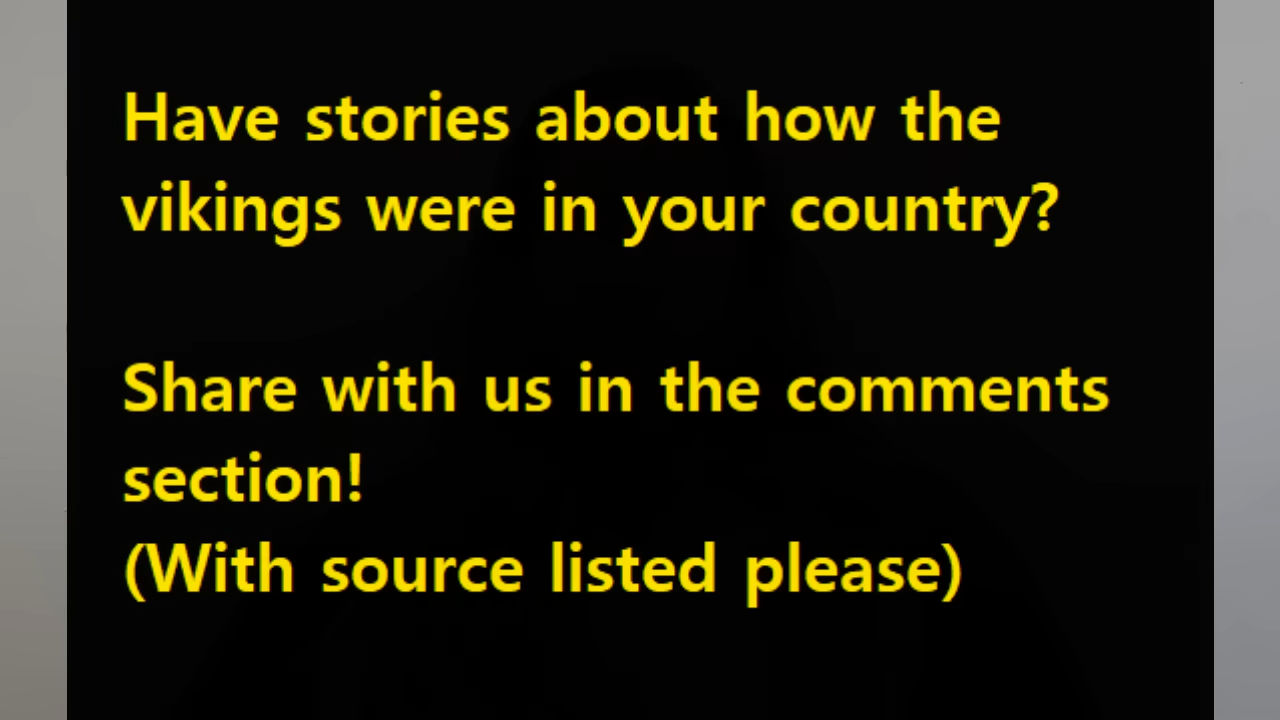 Have stories about how the
vikings were in your country?
Share with us in the comments
section!
(With source listed please)